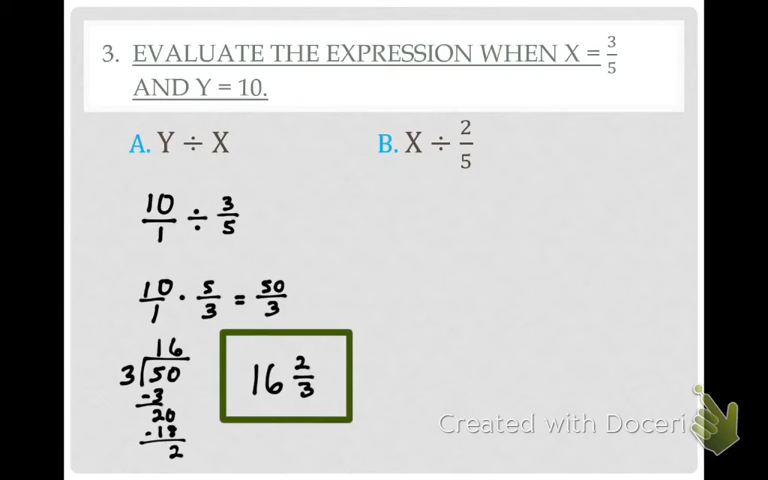 3. EVALUATE THE EXPRESSION WHEN X = 3/5
AND Y = 10.
A. Y ÷ X
B. X ÷ 2/5
10/1 ÷ 3/5
10/1 · 5/3 = 50/3
16
3)50
-3
20
-18
2
16 2/3
Created with Doceri